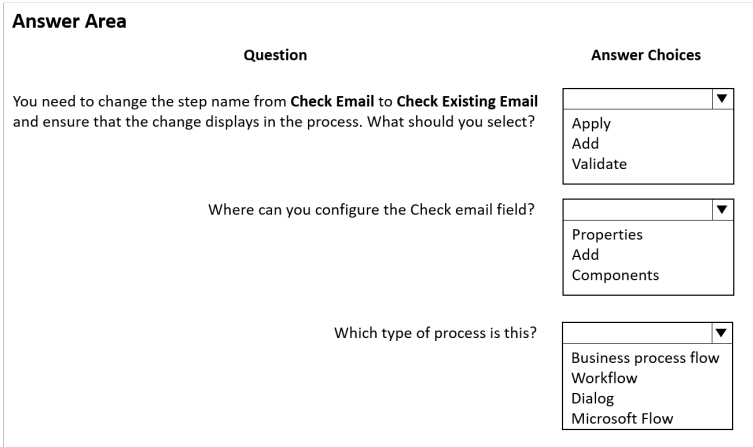 Answer Area
Question
Answer Choices
You need to change the step name from Check Email to Check Existing Email
and ensure that the change displays in the process. What should you select?
Apply
Add
Validate
Where can you configure the Check email field?
Properties
Add
Components
Which type of process is this?
Business process flow
Workflow
Dialog
Microsoft Flow